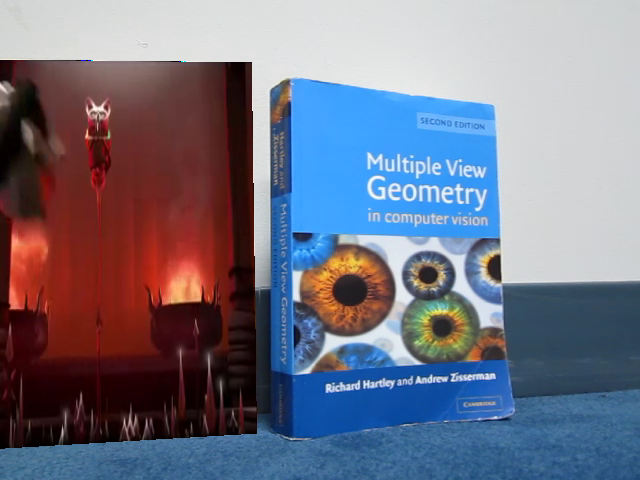 SECOND EDITION
Multiple View
Geometry
in computer vision
Richard Hartley and Andrew Zisserman
CAMBRIDGE
Hartley and
Zisserman
Multiple View Geometry